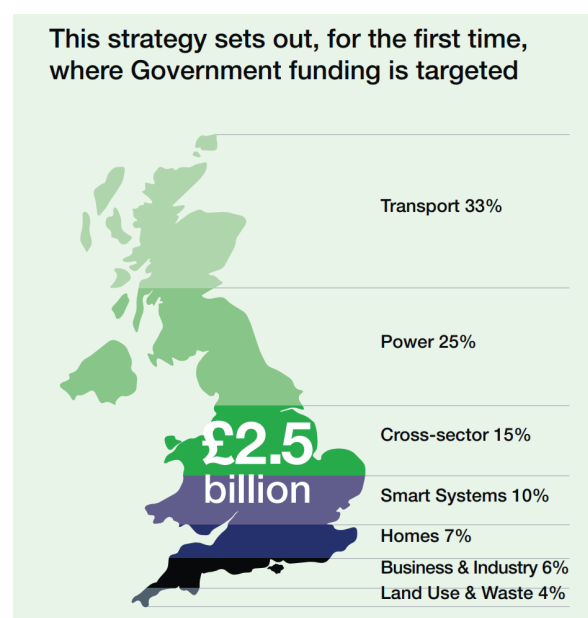 This strategy sets out, for the first time,
where Government funding is targeted
Transport 33%
Power 25%
£2.5
billion
Cross-sector 15%
Smart Systems 10%
Homes 7%
Business & Industry 6%
Land Use & Waste 4%